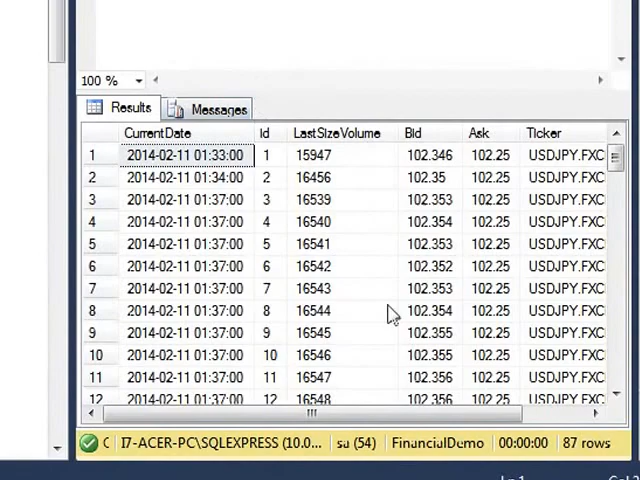 100 %
Results Messages
CurrentDate Id LastSizeVolume Bid Ask Ticker
1 2014-02-11 01:33:00 1 15947 102.346 102.25 USDJPY.FXC
2 2014-02-11 01:34:00 2 16456 102.35 102.25 USDJPY.FXC
3 2014-02-11 01:37:00 3 16539 102.353 102.25 USDJPY.FXC
4 2014-02-11 01:37:00 4 16540 102.354 102.25 USDJPY.FXC
5 2014-02-11 01:37:00 5 16541 102.353 102.25 USDJPY.FXC
6 2014-02-11 01:37:00 6 16542 102.352 102.25 USDJPY.FXC
7 2014-02-11 01:37:00 7 16543 102.353 102.25 USDJPY.FXC
8 2014-02-11 01:37:00 8 16544 102.354 102.25 USDJPY.FXC
9 2014-02-11 01:37:00 9 16545 102.355 102.25 USDJPY.FXC
10 2014-02-11 01:37:00 10 16546 102.355 102.25 USDJPY.FXC
11 2014-02-11 01:37:00 11 16547 102.356 102.25 USDJPY.FXC
12 2014-02-11 01:37:00 12 16548 102.356 102.25 USDJPY.FXC
C I7-ACER-PC\SQLEXPRESS (10.0... sa (54) FinancialDemo 00:00:00 87 rows